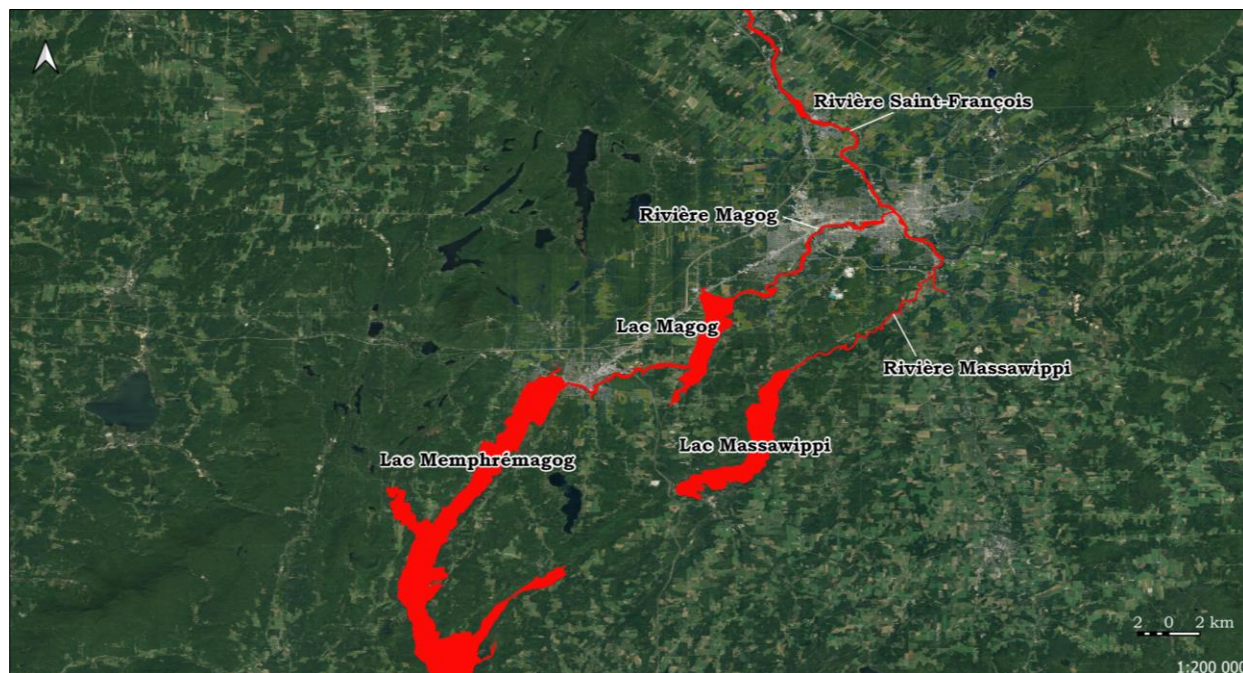 Rivière Saint-François
Rivière Magog
Lac Magog
Rivière Massawippi
Lac Massawippi
Lac Memphrémagog
2 0 2 km
1:200 000